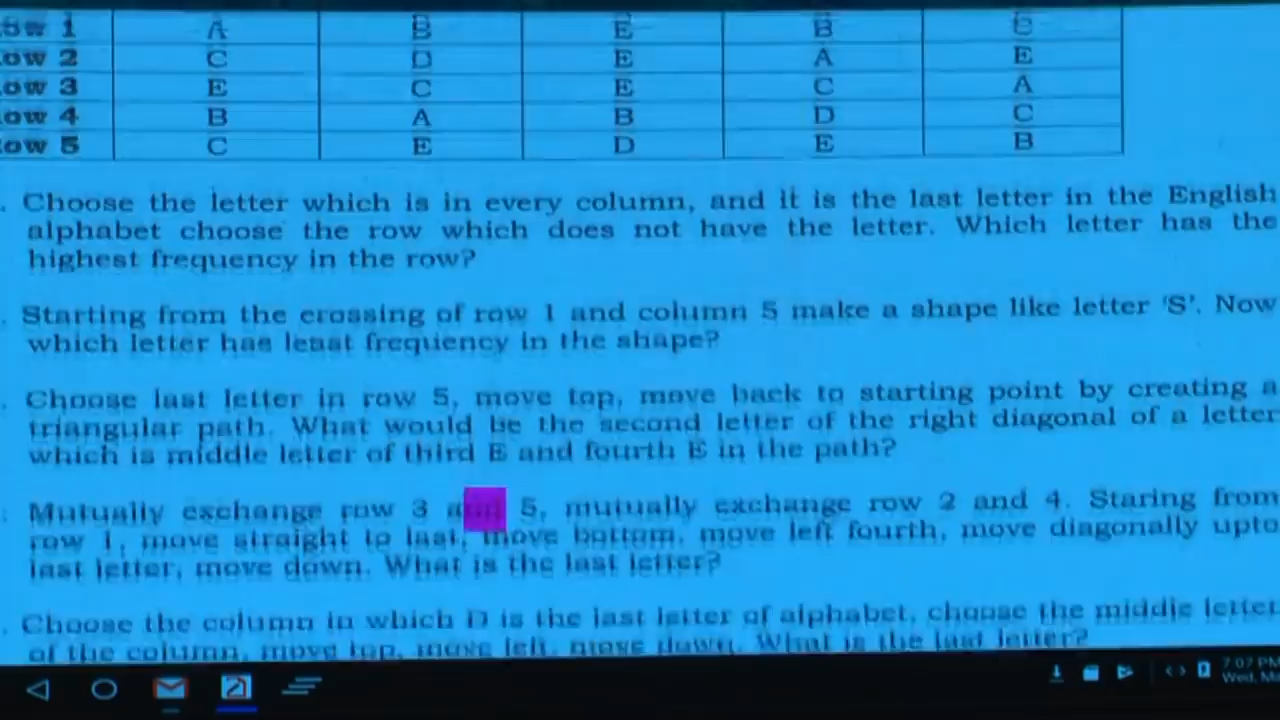 ow 1 A B E B C
ow 2 C D E A E
ow 3 E C E C A
ow 4 B A B D C
ow 5 C E D E B
. Choose the letter which is in every column, and it is the last letter in the English
alphabet choose the row which does not have the letter. Which letter has the
highest frequency in the row?
. Starting from the crossing of row 1 and column 5 make a shape like letter 'S'. Now
which letter has least frequency in the shape?
. Choose last letter in row 5, move top, move back to starting point by creating a
triangular path. What would be the second letter of the right diagonal of a letter
which is middle letter of third E and fourth E in the path?
. Mutually exchange row 3 and 5, mutually exchange row 2 and 4. Staring from
row 1, move straight to last, move bottom, move left fourth, move diagonally upto
last letter, move down. What is the last letter?
. Choose the column in which D is the last letter of alphabet, choose the middle letter
of the column, move top, move left, move down. What is the last letter?
7:07 PM
Wed, Ma